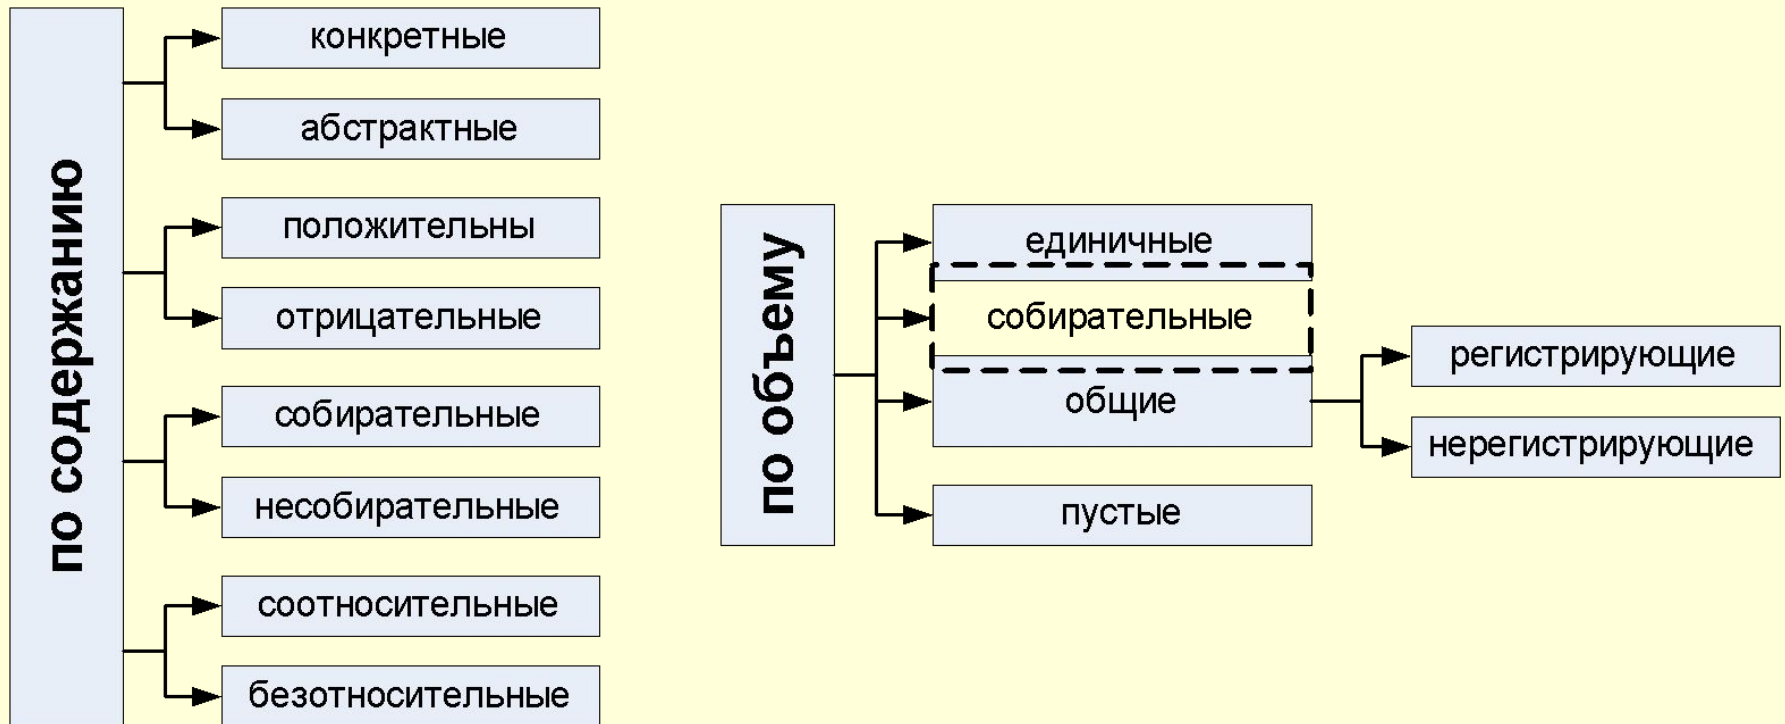 по содержанию
конкретные
абстрактные
положительны
отрицательные
собирательные
несобирательные
соотносительные
безотносительные
по объему
единичные
собирательные
общие
пустые
регистрирующие
нерегистрирующие